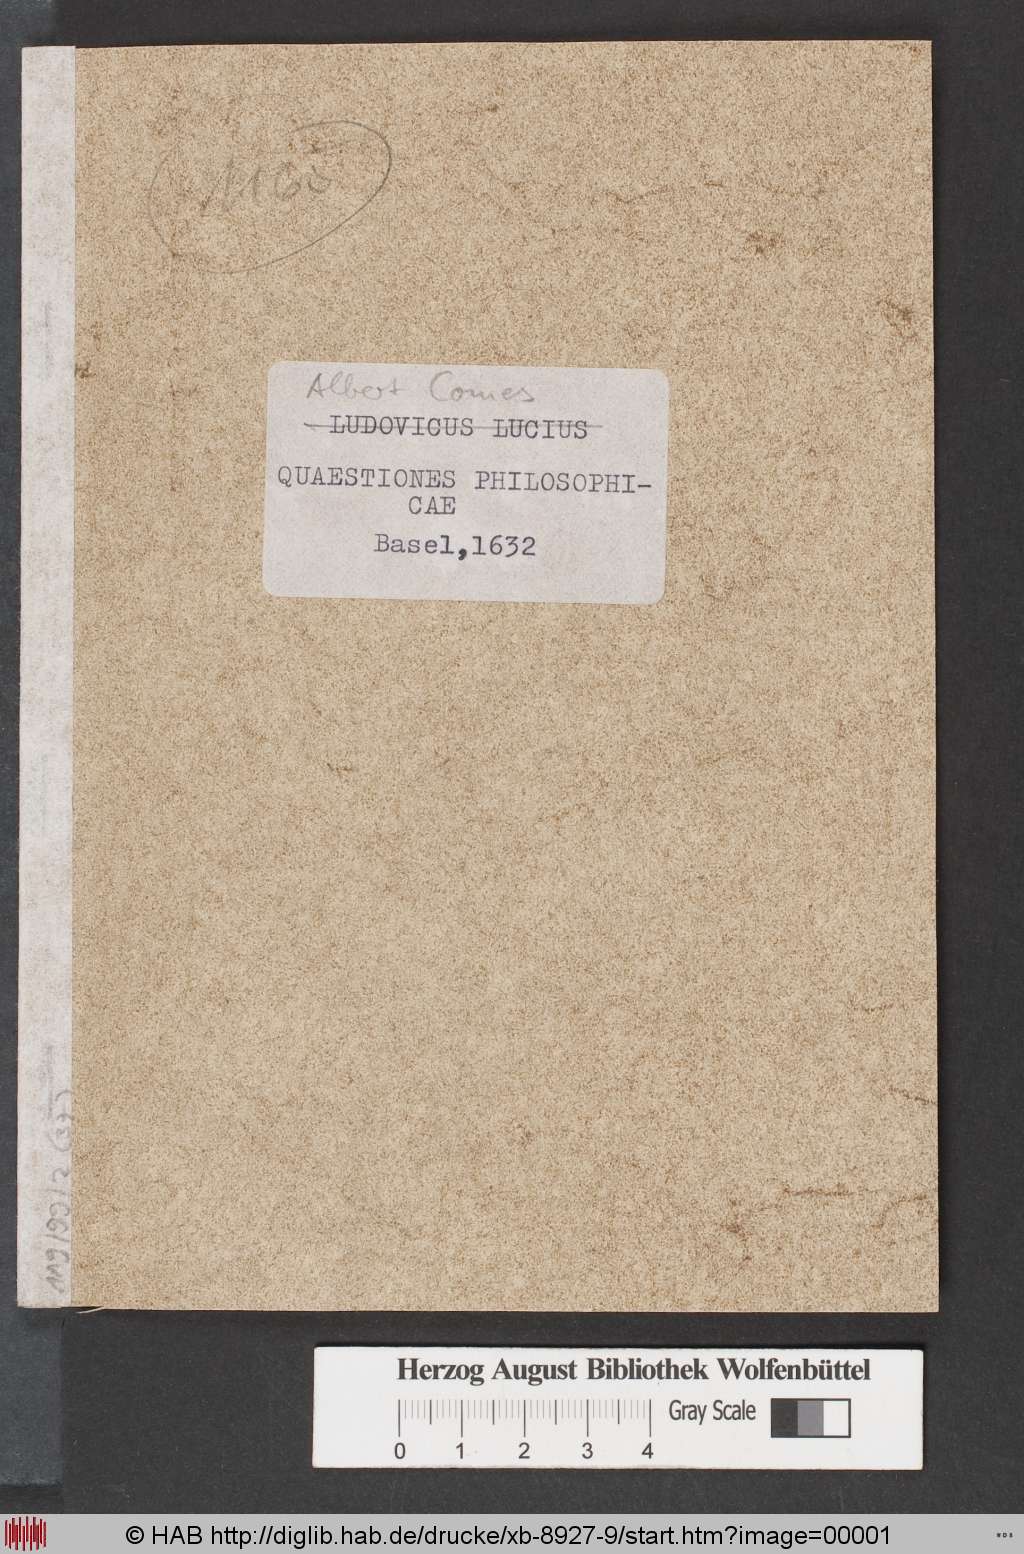 Albert Comes
LUDOVICUS LUCIUS
QUAESTIONES PHILOSOPHI-
CAE
Basel,1632
Herzog August Bibliothek Wolfenbüttel
Gray Scale
0 1 2 3 4
© HAB http://diglib.hab.de/drucke/xb-8927-9/start.htm?image=00001